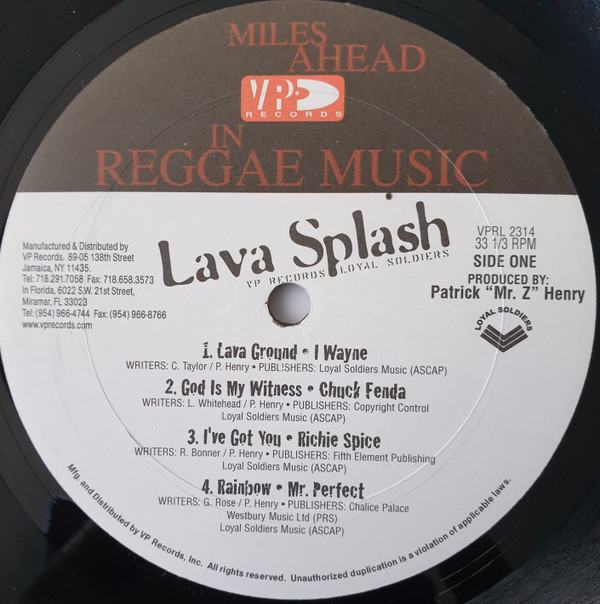 MILES
AHEAD
VP
RECORDS
IN
REGGAE MUSIC
Lava Splash
VP RECORDS LOYAL SOLDIERS
Manufactured & Distributed by
VP Records. 89-05 138th Street
Jamaica, NY 11435.
Tel: 718.291.7058 Fax: 718.658.3573
In Florida, 6022 S.W. 21st Street,
Miramar, FL 33023
Tel: (954) 966-4744 Fax: (954) 966-8766
www.vprecords.com
VPRL 2314
33 1/3 RPM
SIDE ONE
PRODUCED BY:
Patrick "Mr. Z" Henry
LOYAL SOLDIERS
1. Lava Ground • I Wayne
WRITERS: C. Taylor / P. Henry • PUBLISHERS: Loyal Soldiers Music (ASCAP)
2. God Is My Witness • Chuck Fenda
WRITERS: L. Whitehead / P. Henry • PUBLISHERS: Copyright Control
Loyal Soldiers Music (ASCAP)
3. I've Got You • Richie Spice
WRITERS: R. Bonner / P. Henry • PUBLISHERS: Fifth Element Publishing
Loyal Soldiers Music (ASCAP)
4. Rainbow • Mr. Perfect
WRITERS: G. Rose / P. Henry • PUBLISHERS: Chalice Palace
Westbury Music Ltd (PRS)
Loyal Soldiers Music (ASCAP)
Mfg. and Distributed by VP Records, Inc. All rights reserved. Unauthorized duplication is a violation of applicable laws.